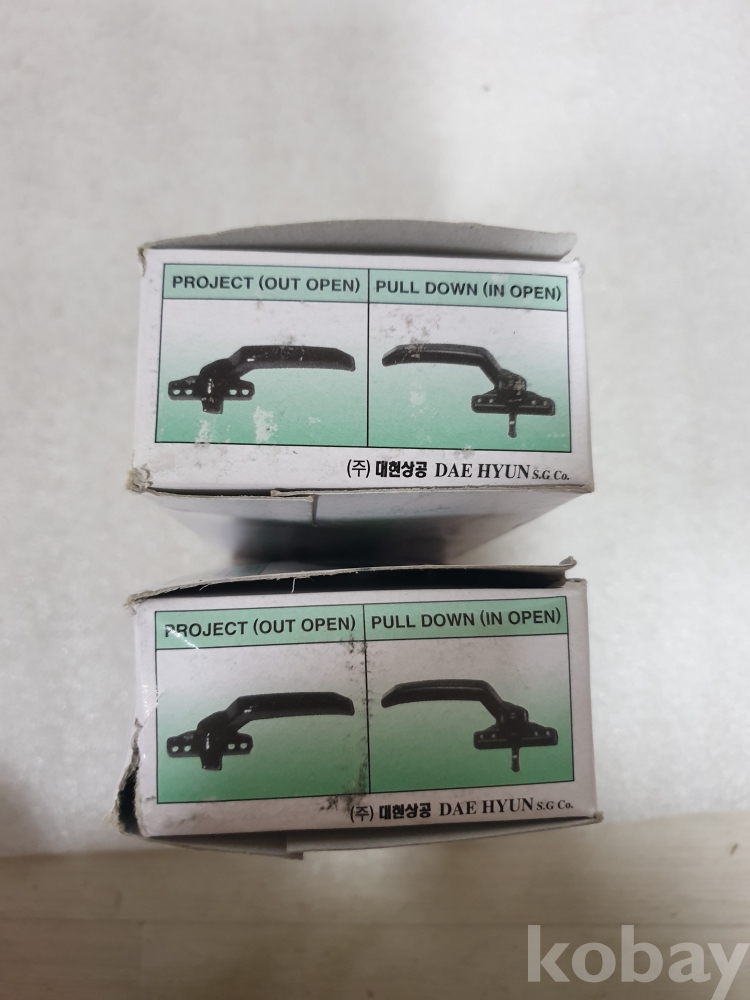 PROJECT (OUT OPEN) PULL DOWN (IN OPEN)
(주) 대현상공 DAE HYUN S.G Co.
PROJECT (OUT OPEN) PULL DOWN (IN OPEN)
(주) 대현상공 DAE HYUN S.G Co.
kobay